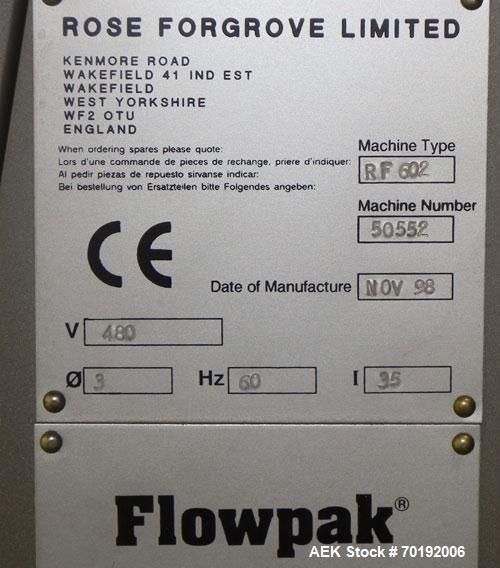 ROSE FORGROVE LIMITED
KENMORE ROAD
WAKEFIELD 41 IND EST
WAKEFIELD
WEST YORKSHIRE
WF2 OTU
ENGLAND
When ordering spares please quote:
Lors d'une commande de pieces de rechange, priere d'indiquer:
Al pedir piezas de repuesto sirvanse indicar:
Bei bestellung von Ersatzteilen bitte Folgendes angeben:
Machine Type
RF 602
Machine Number
50552
CE
Date of Manufacture NOV 98
V 480
Ø 3 Hz 60 I 35
Flowpak®
AEK Stock # 70192006